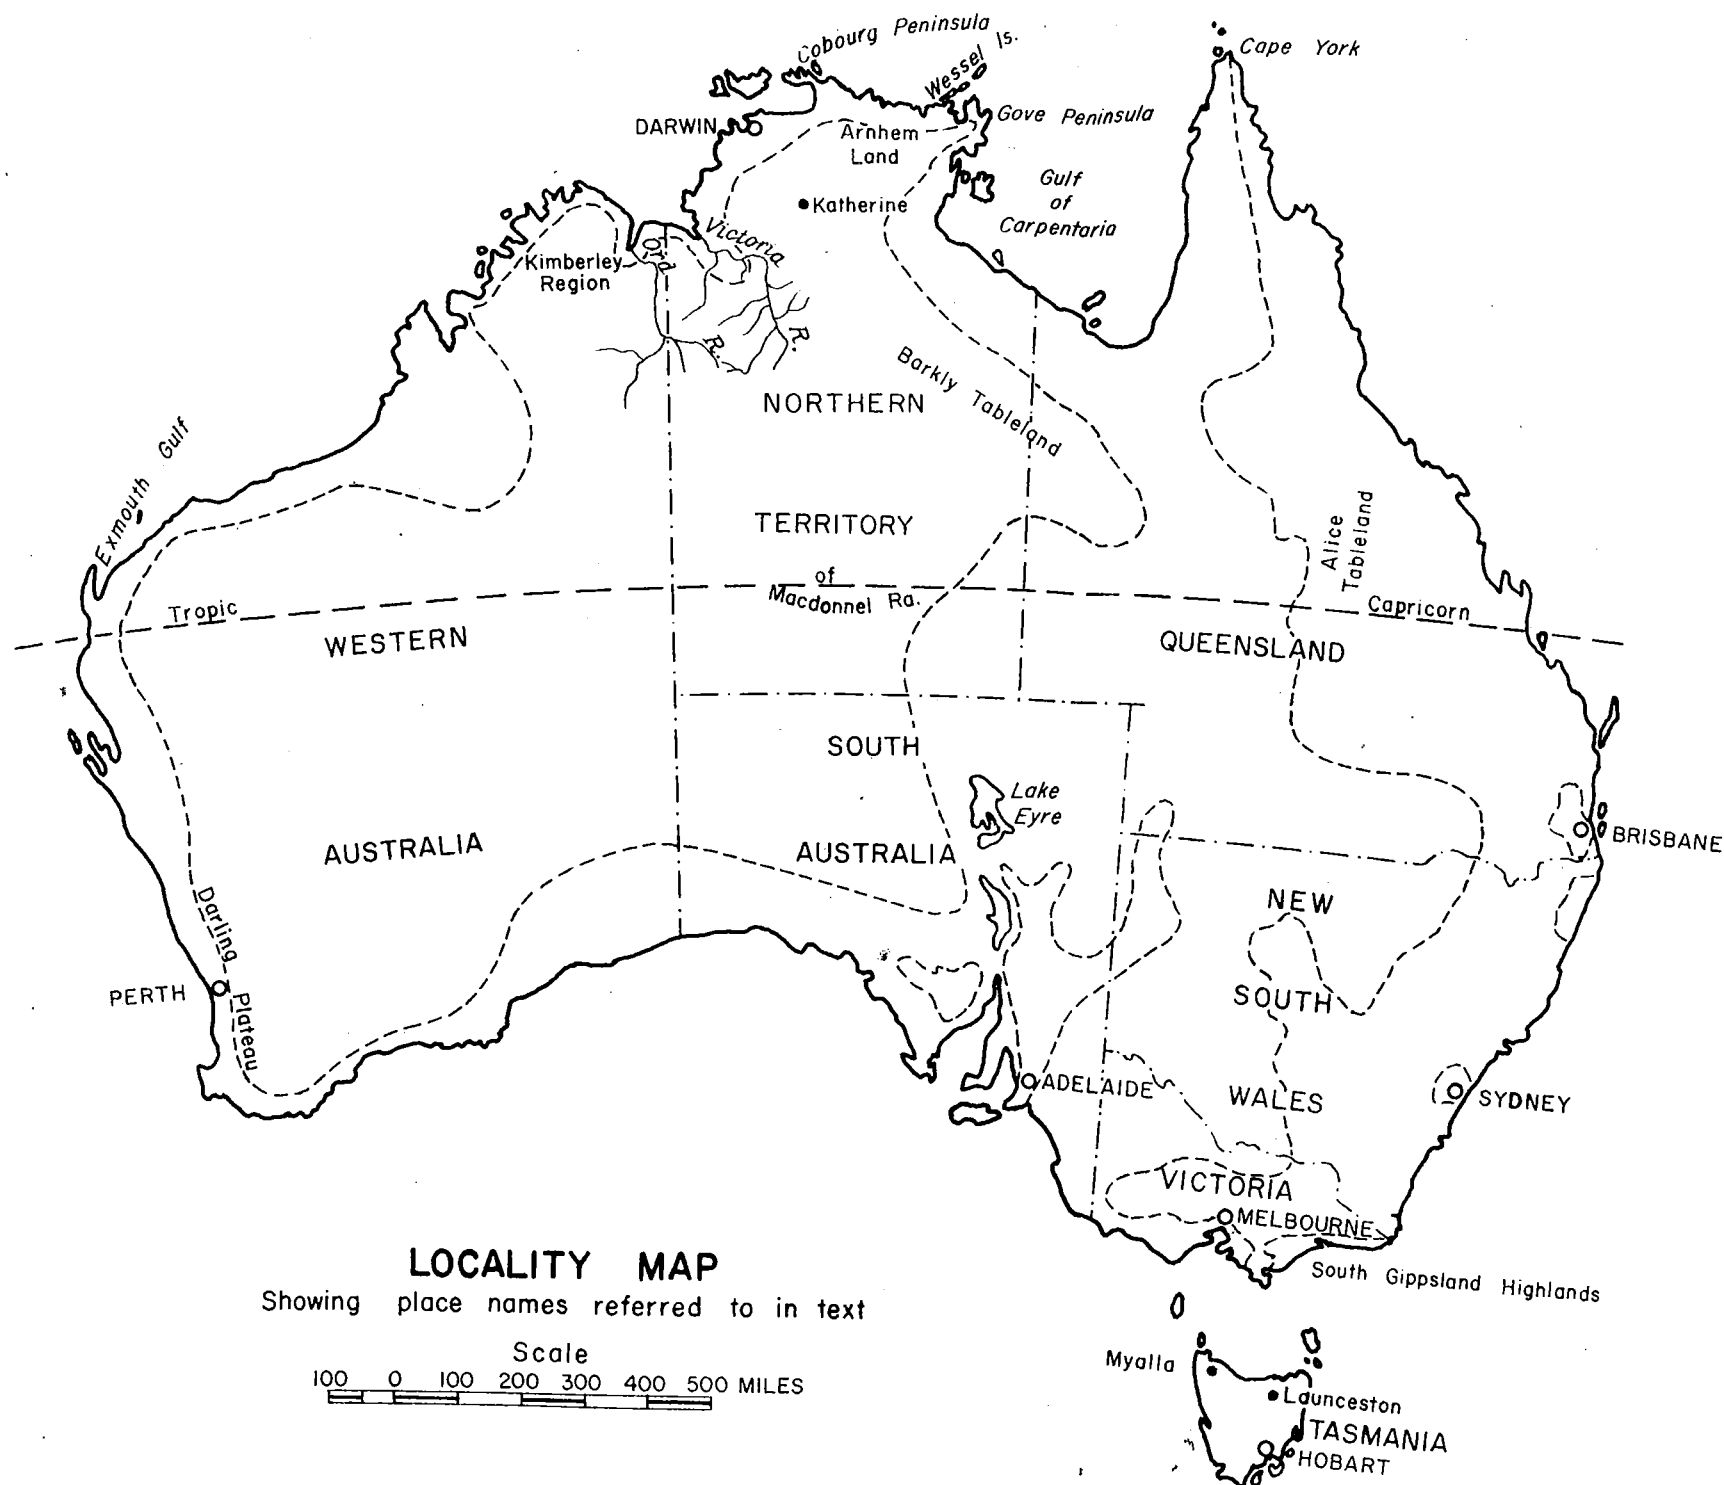 Cobourg Peninsula
Wessel Is.
Cape York
DARWIN
Gove Peninsula
Arnhem
Land
Gulf
of
Carpentaria
Katherine
Victoria
R.
Ord
R.
Kimberley
Region
Barkly Tableland
NORTHERN
TERRITORY
Exmouth Gulf
Alice
Tableland
Tropic of Capricorn
Macdonnel Ra.
WESTERN
AUSTRALIA
QUEENSLAND
SOUTH
AUSTRALIA
Lake
Eyre
BRISBANE
NEW
SOUTH
WALES
Darling Plateau
PERTH
ADELAIDE
SYDNEY
VICTORIA
MELBOURNE
South Gippsland Highlands
LOCALITY MAP
Showing place names referred to in text
Scale
100 0 100 200 300 400 500 MILES
Myalla
Launceston
TASMANIA
HOBART